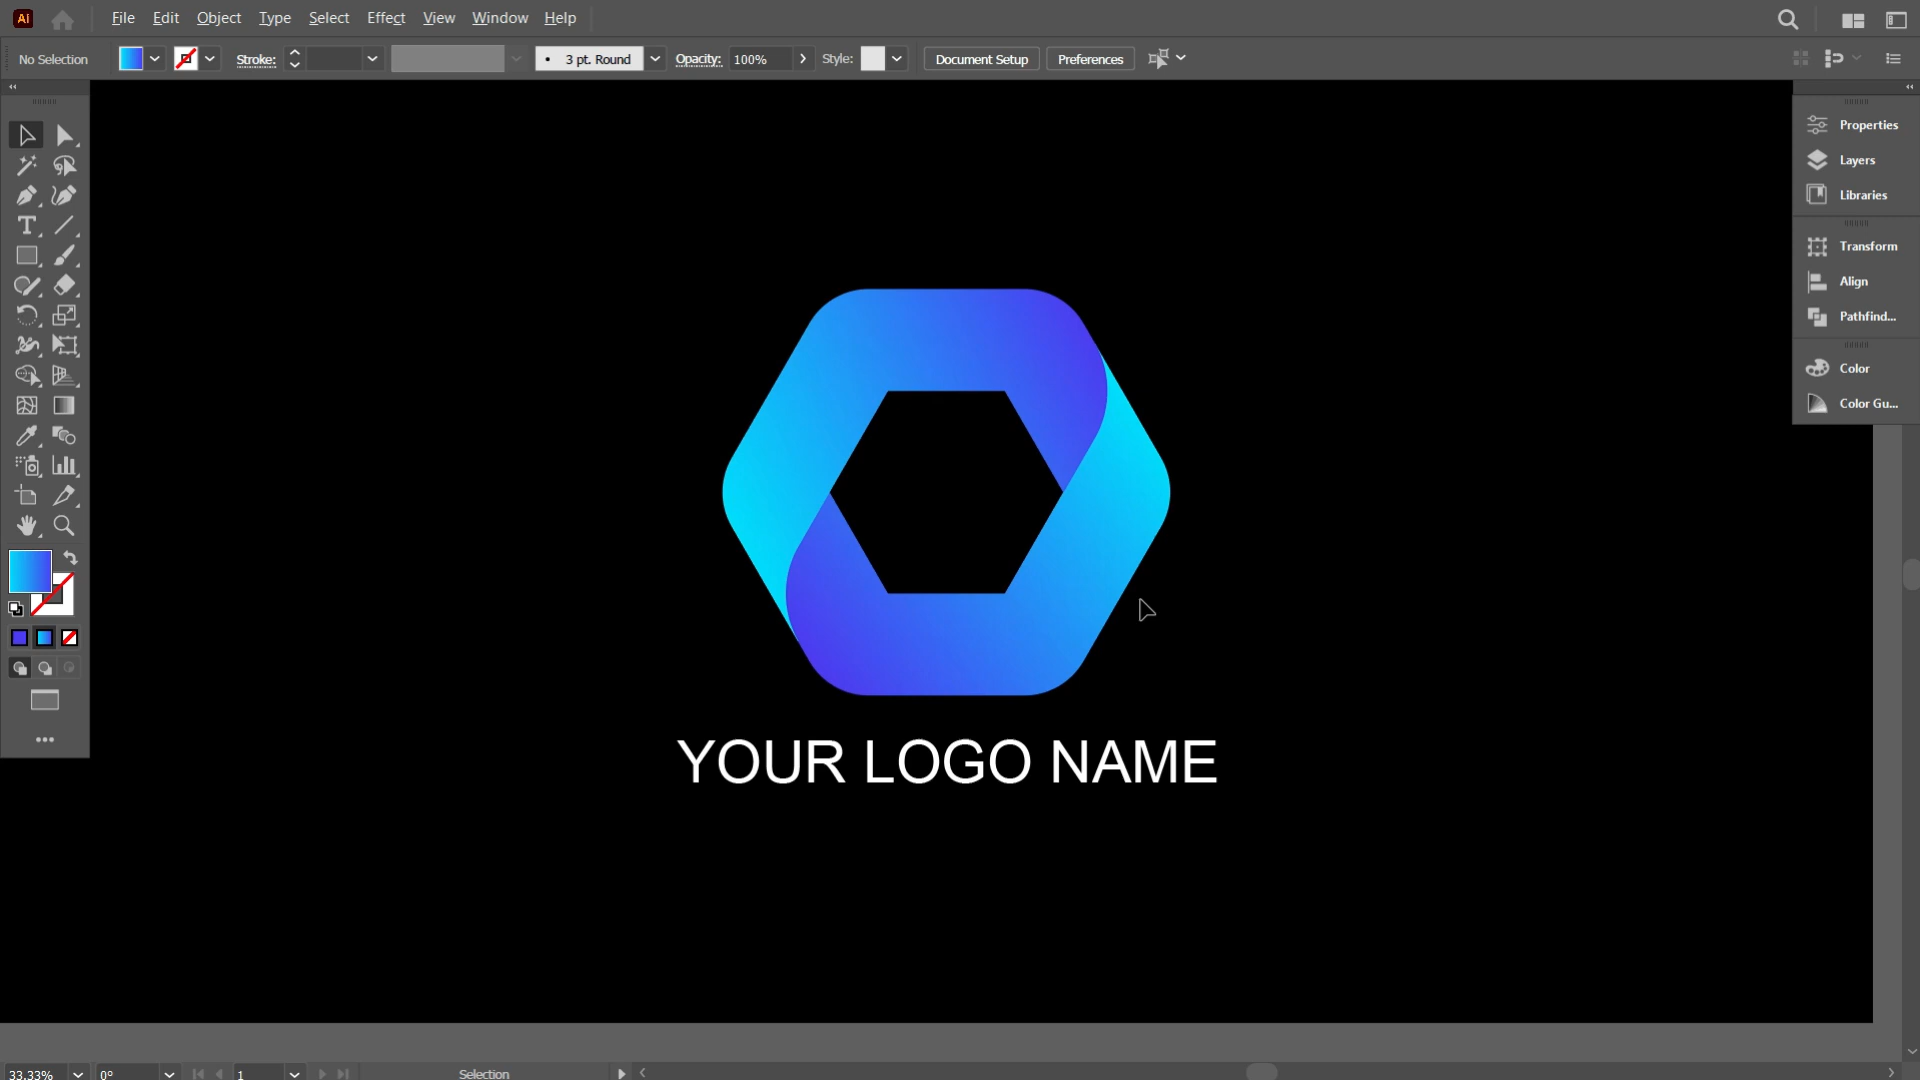 Ai File Edit Object Type Select Effect View Window Help
No Selection Stroke: 3 pt. Round Opacity: 100% Style: Document Setup Preferences
Properties
Layers
Libraries
Transform
Align
Pathfind...
Color
Color Gu...
YOUR LOGO NAME
33.33% 0° 1 Selection